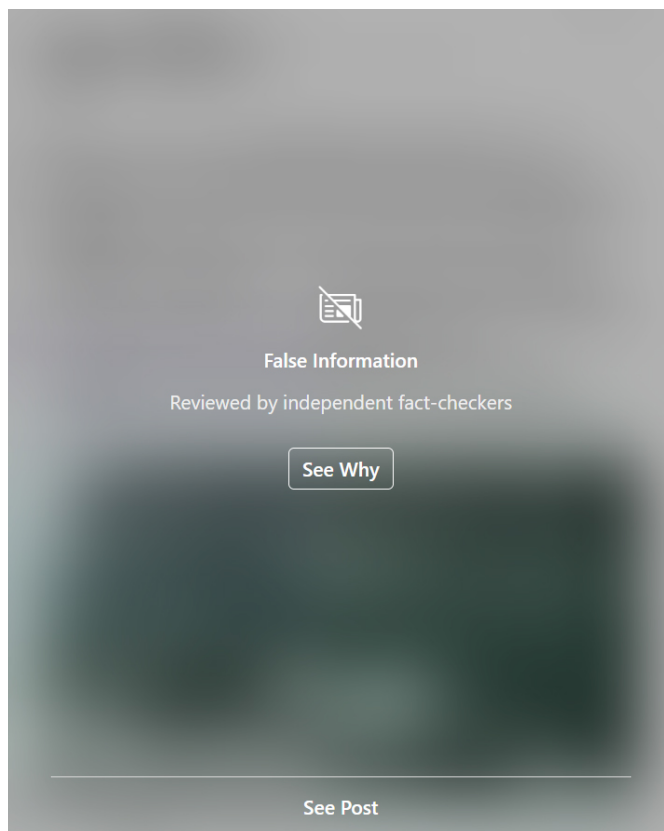 False Information
Reviewed by independent fact-checkers
See Why
See Post